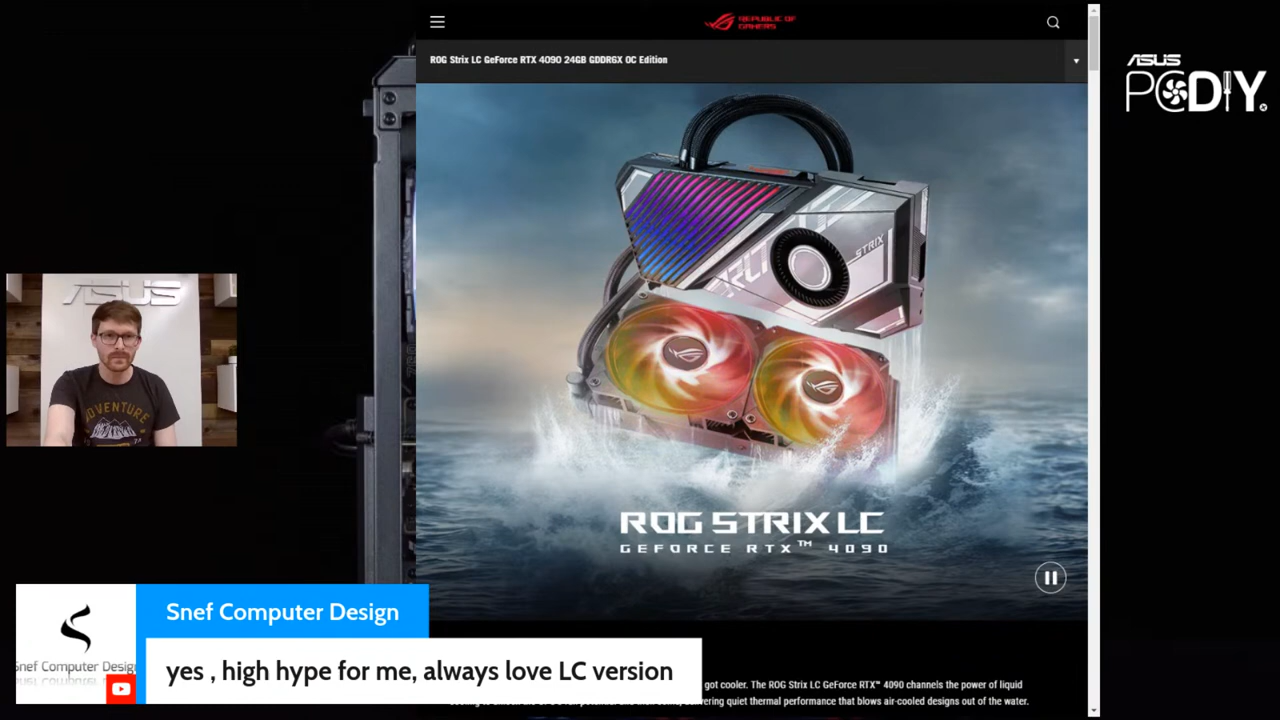 REPUBLIC OF
GAMERS
ROG Strix LC GeForce RTX 4090 24GB GDDR6X OC Edition
ASUS
PCDIY.
STRIX
ASUS
ADVENTURE
ROG STRIX LC
GEFORCE RTX™ 4090
Snef Computer Design
yes , high hype for me, always love LC version
Snef Computer Design
got cooler. The ROG Strix LC GeForce RTX™ 4090 channels the power of liquid
quiet thermal performance that blows air-cooled designs out of the water.